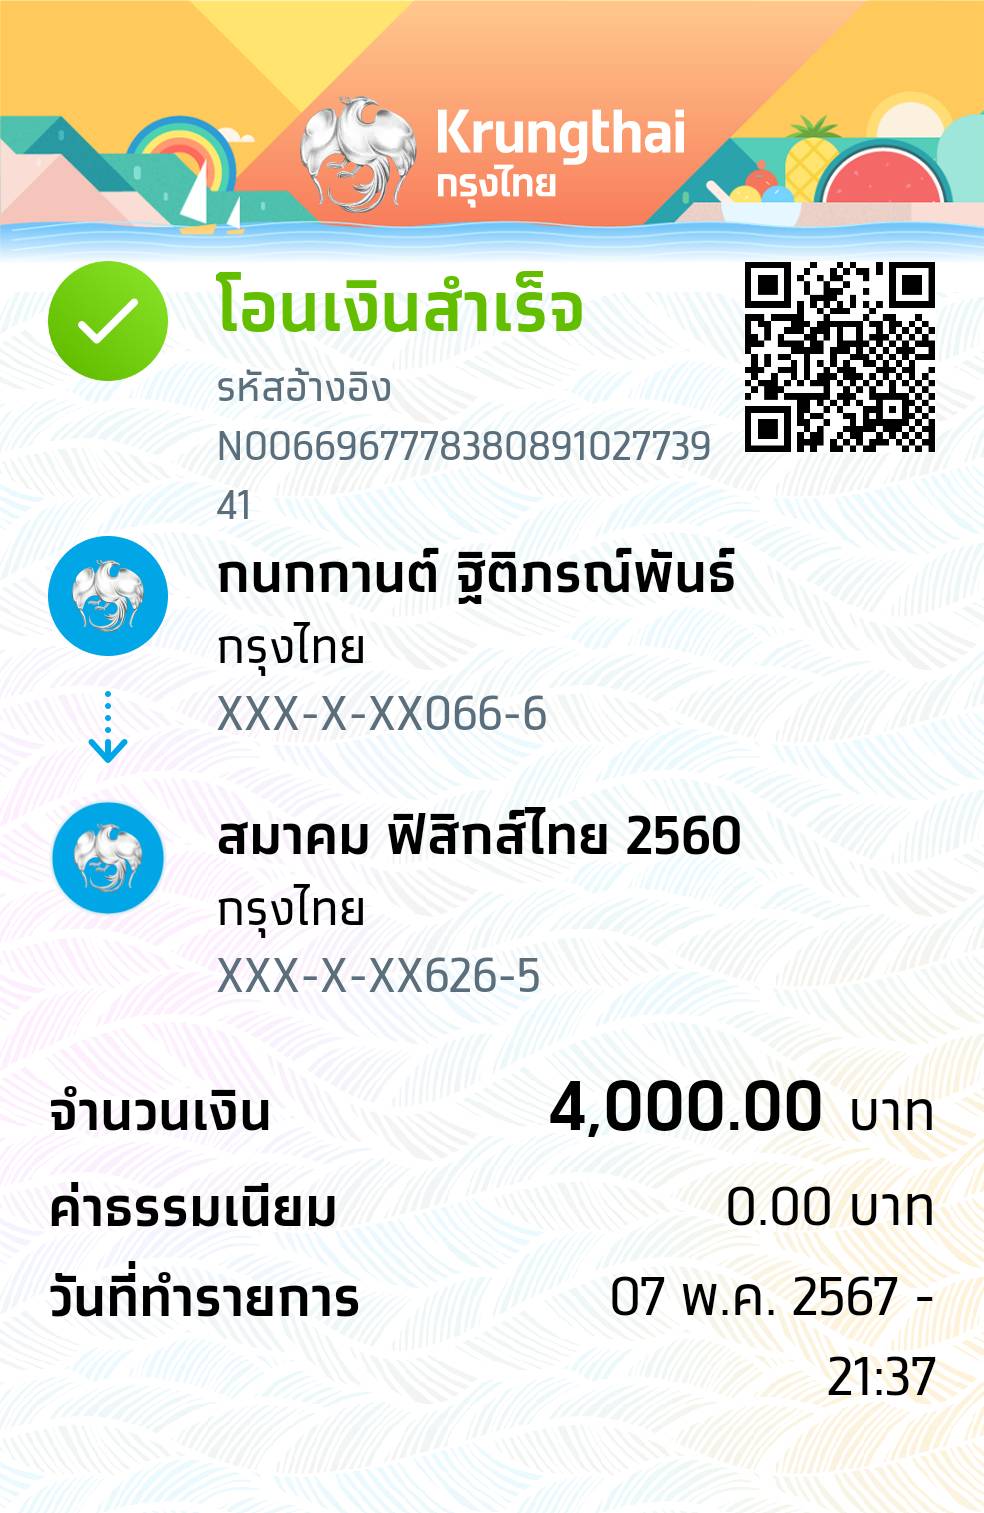 Krungthai
กรุงไทย
โอนเงินสำเร็จ
รหัสอ้างอิง
N0066967778380891027739
41
กนกกานต์ ฐิติภรณ์พันธ์
กรุงไทย
XXX-X-XX066-6
สมาคม ฟิสิกส์ไทย 2560
กรุงไทย
XXX-X-XX626-5
จำนวนเงิน 4,000.00 บาท
ค่าธรรมเนียม 0.00 บาท
วันที่ทำรายการ 07 พ.ค. 2567 -
21:37